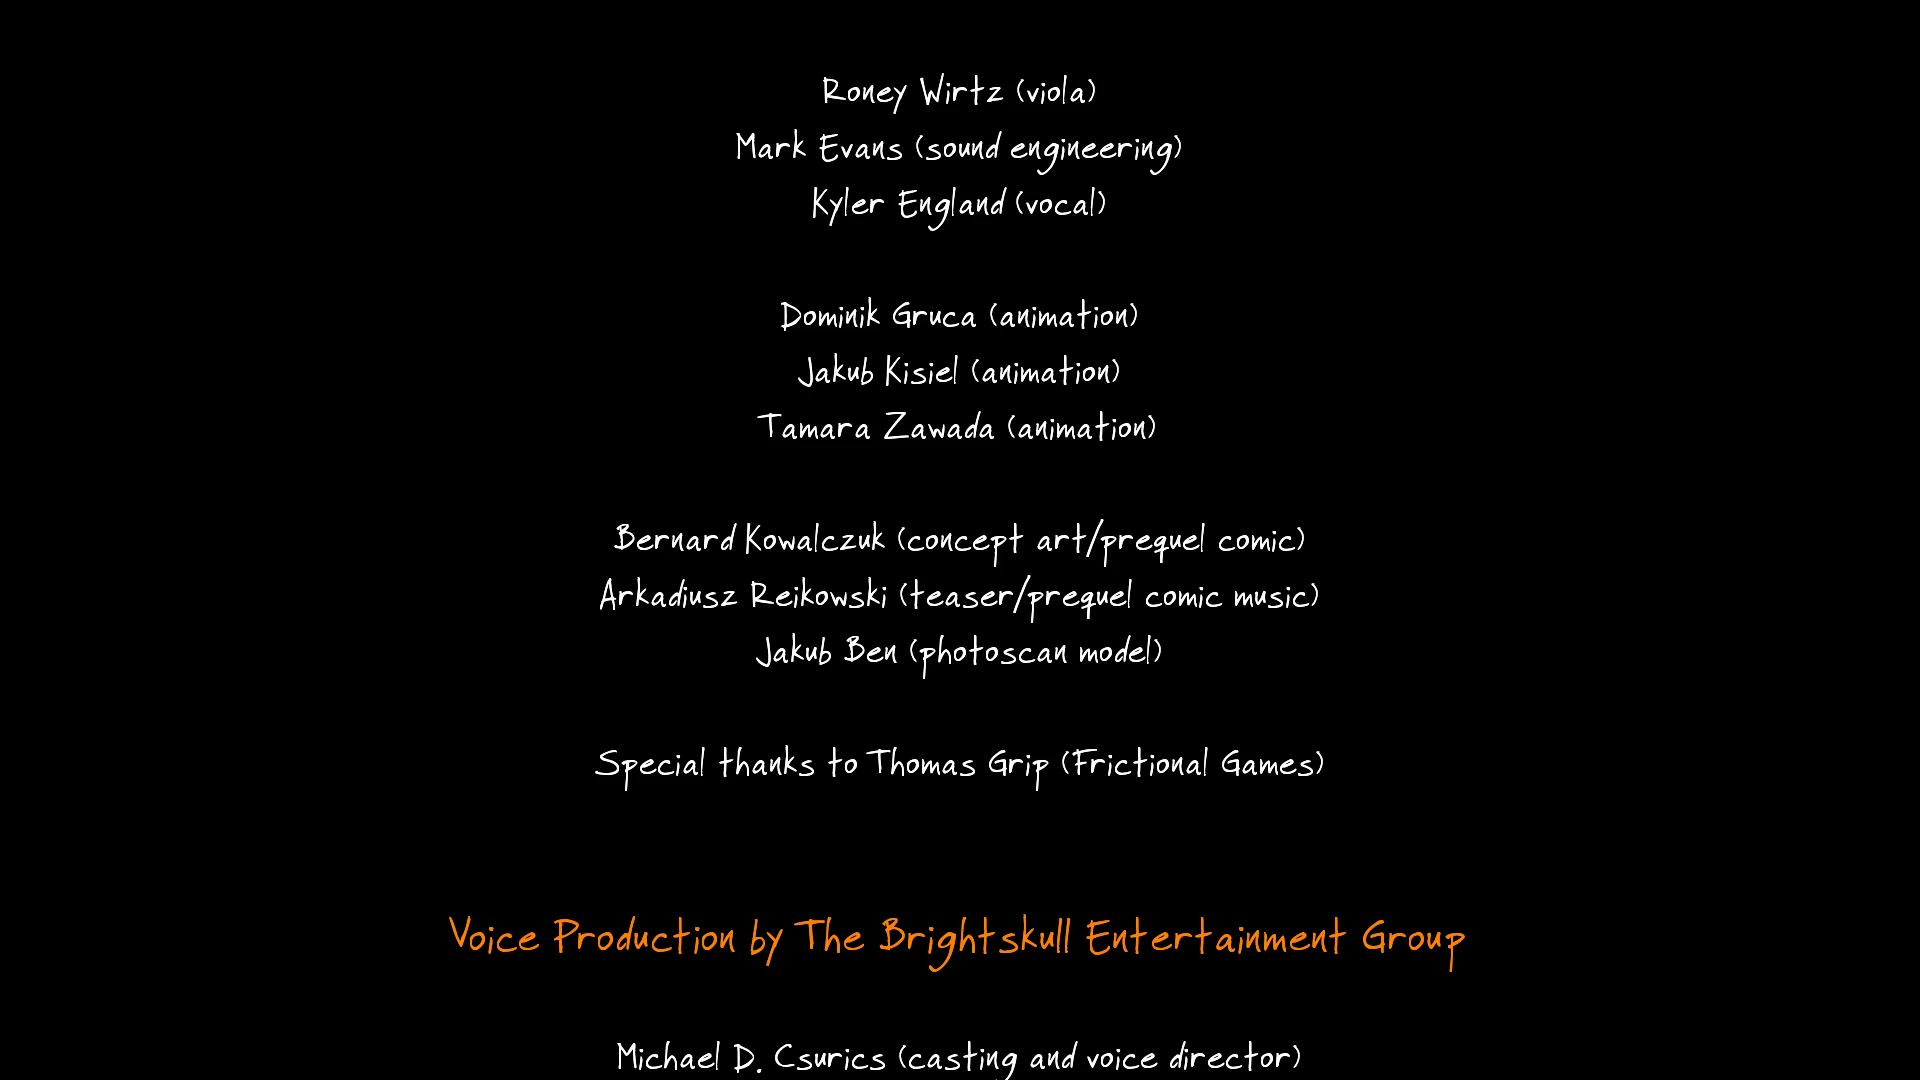 Roney Wirtz (viola)
Mark Evans (sound engineering)
Kyler England (vocal)
Dominik Gruca (animation)
Jakub Kisiel (animation)
Tamara Zawada (animation)
Bernard Kowalczuk (concept art/prequel comic)
Arkadiusz Reikowski (teaser/prequel comic music)
Jakub Ben (photoscan model)
Special thanks to Thomas Grip (Frictional Games)
Voice Production by The Brightskull Entertainment Group
Michael D. Csurics (casting and voice director)